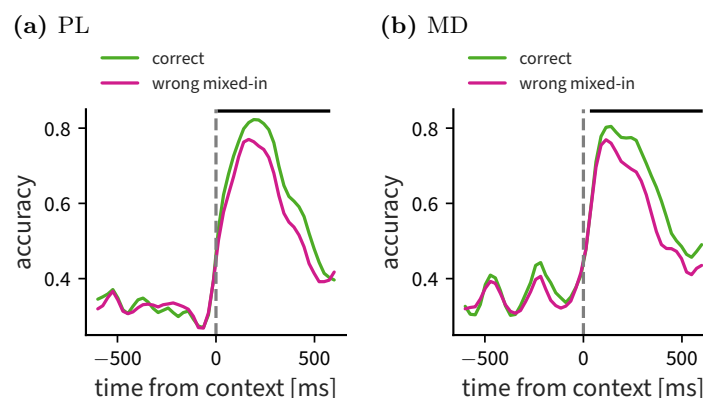 (a) PL
correct
wrong mixed-in
accuracy
0.8
0.6
0.4
−500 0 500
time from context [ms]
(b) MD
correct
wrong mixed-in
accuracy
0.8
0.6
0.4
−500 0 500
time from context [ms]